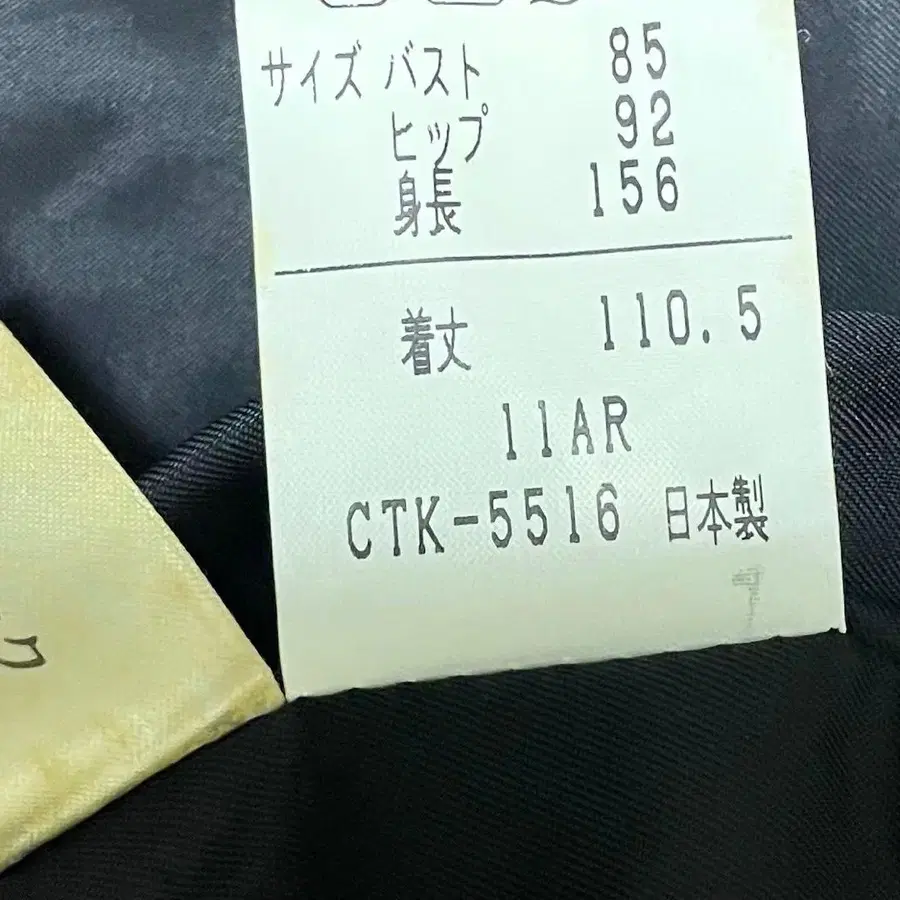 サイズ バスト 85
ヒップ 92
身長 156
着丈 110.5
11AR
CTK-5516 日本製